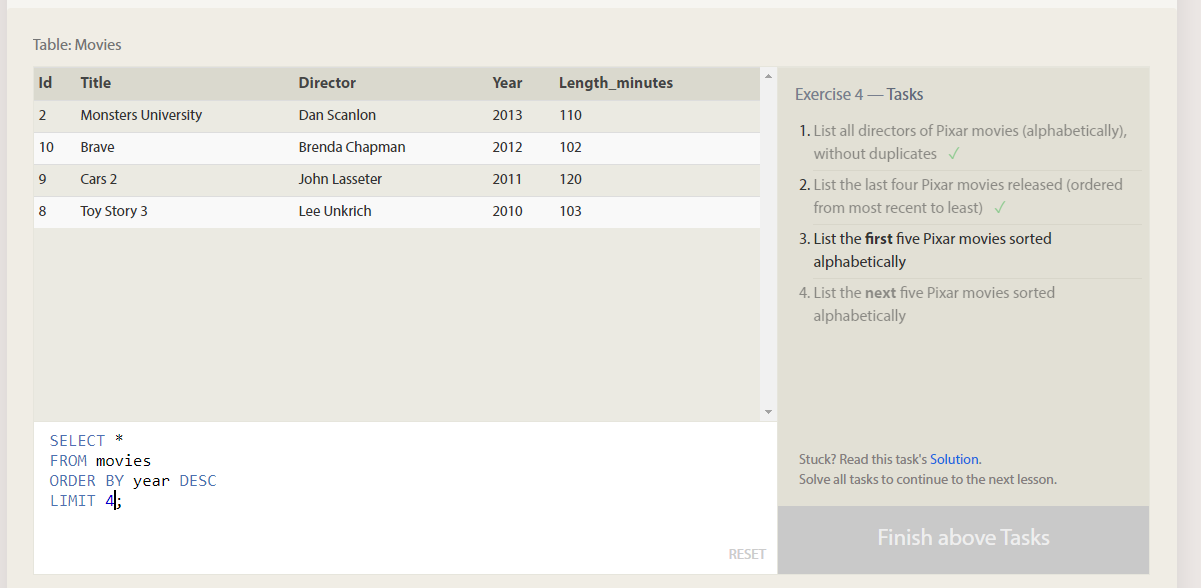 Table: Movies
Id Title Director Year Length_minutes
2 Monsters University Dan Scanlon 2013 110
10 Brave Brenda Chapman 2012 102
9 Cars 2 John Lasseter 2011 120
8 Toy Story 3 Lee Unkrich 2010 103
SELECT *
FROM movies
ORDER BY year DESC
LIMIT 4;
RESET
Exercise 4 — Tasks
1. List all directors of Pixar movies (alphabetically),
without duplicates ✓
2. List the last four Pixar movies released (ordered
from most recent to least) ✓
3. List the first five Pixar movies sorted
alphabetically
4. List the next five Pixar movies sorted
alphabetically
Stuck? Read this task's Solution.
Solve all tasks to continue to the next lesson.
Finish above Tasks